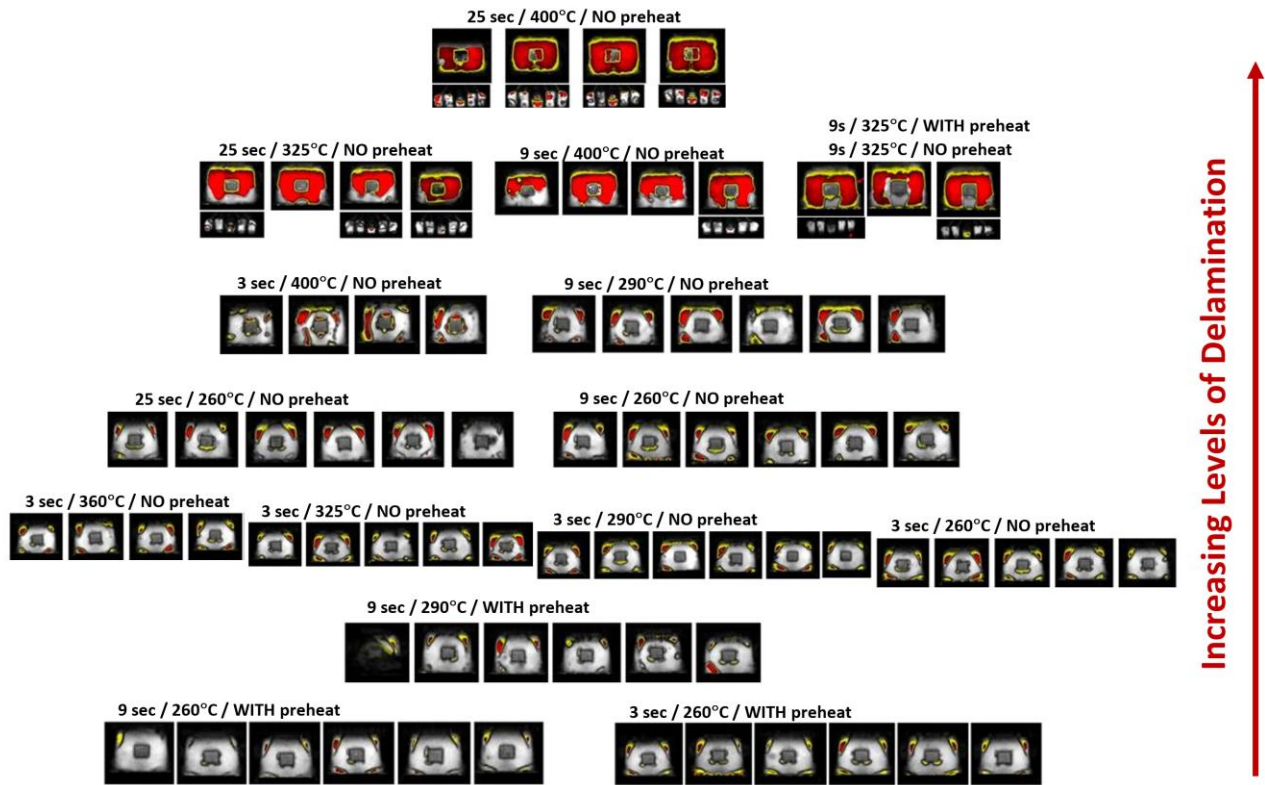 25 sec / 400°C / NO preheat
9s / 325°C / WITH preheat
25 sec / 325°C / NO preheat
9 sec / 400°C / NO preheat
9s / 325°C / NO preheat
3 sec / 400°C / NO preheat
9 sec / 290°C / NO preheat
25 sec / 260°C / NO preheat
9 sec / 260°C / NO preheat
3 sec / 360°C / NO preheat
3 sec / 325°C / NO preheat
3 sec / 290°C / NO preheat
3 sec / 260°C / NO preheat
9 sec / 290°C / WITH preheat
9 sec / 260°C / WITH preheat
3 sec / 260°C / WITH preheat
Increasing Levels of Delamination